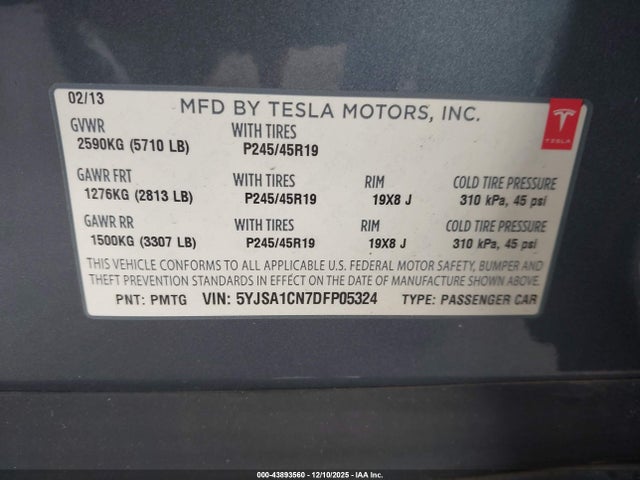 02/13
MFD BY TESLA MOTORS, INC.
TESLA
GVWR WITH TIRES
2590KG (5710 LB) P245/45R19
GAWR FRT WITH TIRES RIM COLD TIRE PRESSURE
1276KG (2813 LB) P245/45R19 19X8 J 310 kPa, 45 psi
GAWR RR WITH TIRES RIM COLD TIRE PRESSURE
1500KG (3307 LB) P245/45R19 19X8 J 310 kPa, 45 psi
THIS VEHICLE CONFORMS TO ALL APPLICABLE U.S. FEDERAL MOTOR SAFETY, BUMPER AND
THEFT PREVENTION STANDARDS IN EFFECT ON THE DATE OF MANUFACTURE SHOWN ABOVE.
PNT: PMTG VIN: 5YJSA1CN7DFP05324 TYPE: PASSENGER CAR
000-43893560 - 12/10/2025 - IAA Inc.